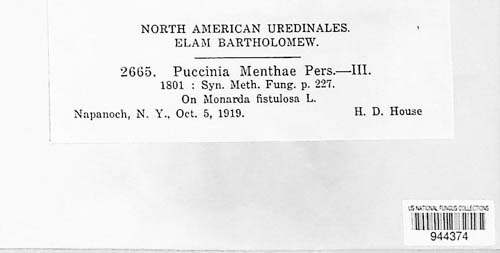 NORTH AMERICAN UREDINALES.
ELAM BARTHOLOMEW.
2665. Puccinia Menthae Pers.—III.
1801 : Syn. Meth. Fung. p. 227.
On Monarda fistulosa L.
Napanoch, N. Y., Oct. 5, 1919. H. D. House
US NATIONAL FUNGUS COLLECTIONS
944374